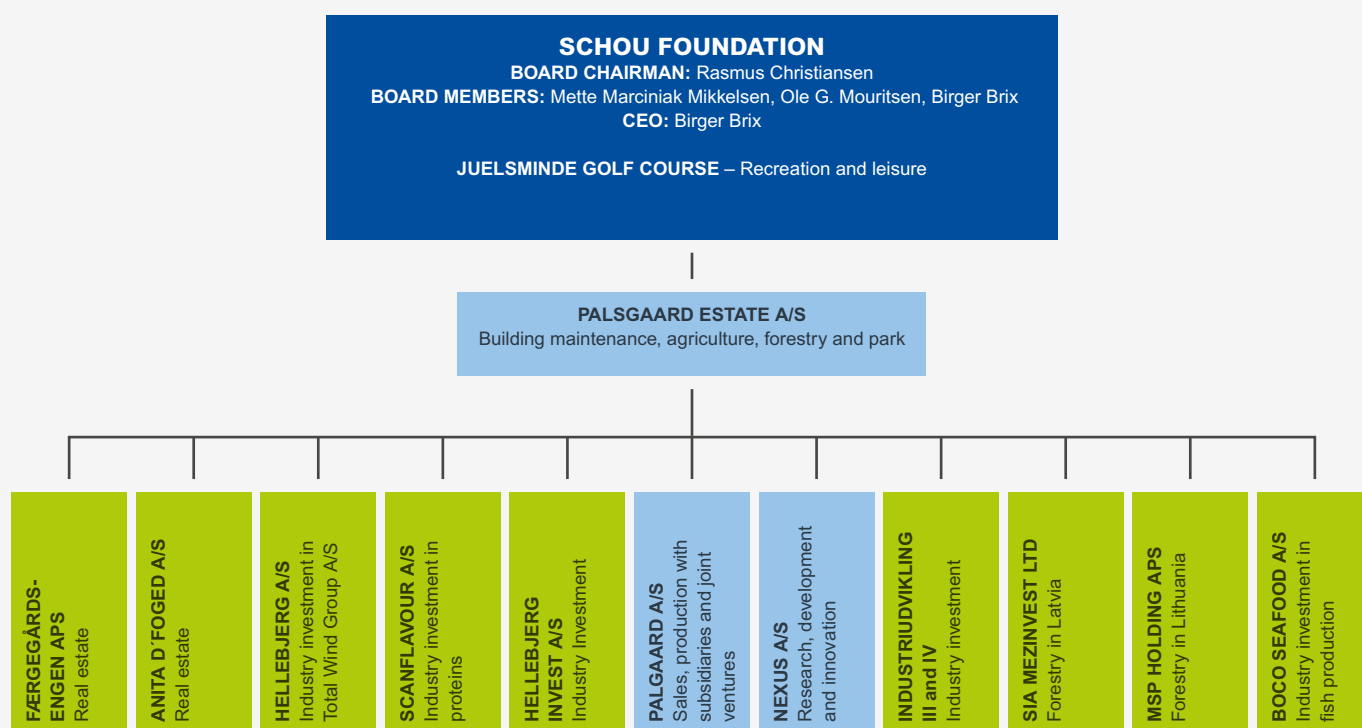 SCHOU FOUNDATION
BOARD CHAIRMAN: Rasmus Christiansen
BOARD MEMBERS: Mette Marciniak Mikkelsen, Ole G. Mouritsen, Birger Brix
CEO: Birger Brix
JUELSMINDE GOLF COURSE – Recreation and leisure
PALSGAARD ESTATE A/S
Building maintenance, agriculture, forestry and park
FÆRGEGÅRDS-
ENGEN APS
Real estate
ANITA D´FOGED A/S
Real estate
HELLEBJERG A/S
Industry investment in
Total Wind Group A/S
SCANFLAVOUR A/S
Industry investment in
proteins
HELLEBJERG
INVEST A/S
Industry Investment
PALGAARD A/S
Sales, production with
subsidiaries and joint
ventures
NEXUS A/S
Research, development
and innovation
INDUSTRIUDVIKLING
III and IV
Industry investment
SIA MEZINVEST LTD
Forestry in Latvia
MSP HOLDING APS
Forestry in Lithuania
BOCO SEAFOOD A/S
Industry investment in
fish production